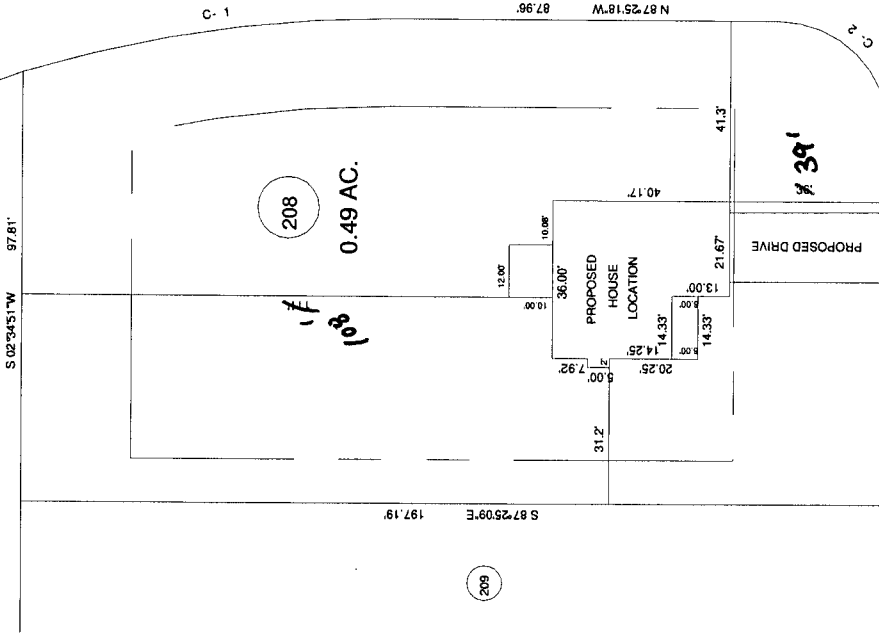 C- 1
87.96'
N 87°25'18"W
C- 2
S 02°34'51"W 97.81'
208
0.49 AC.
108
41.3'
39'
40.17'
10.08'
12.00'
10.00'
36.00'
PROPOSED
HOUSE
LOCATION
21.67'
PROPOSED DRIVE
13.00'
6.00'
14.33'
6.00'
14.33'
14.25'
20.25'
7.92'
2'
5.00'
31.2'
S 87°25'09"E 197.19'
209